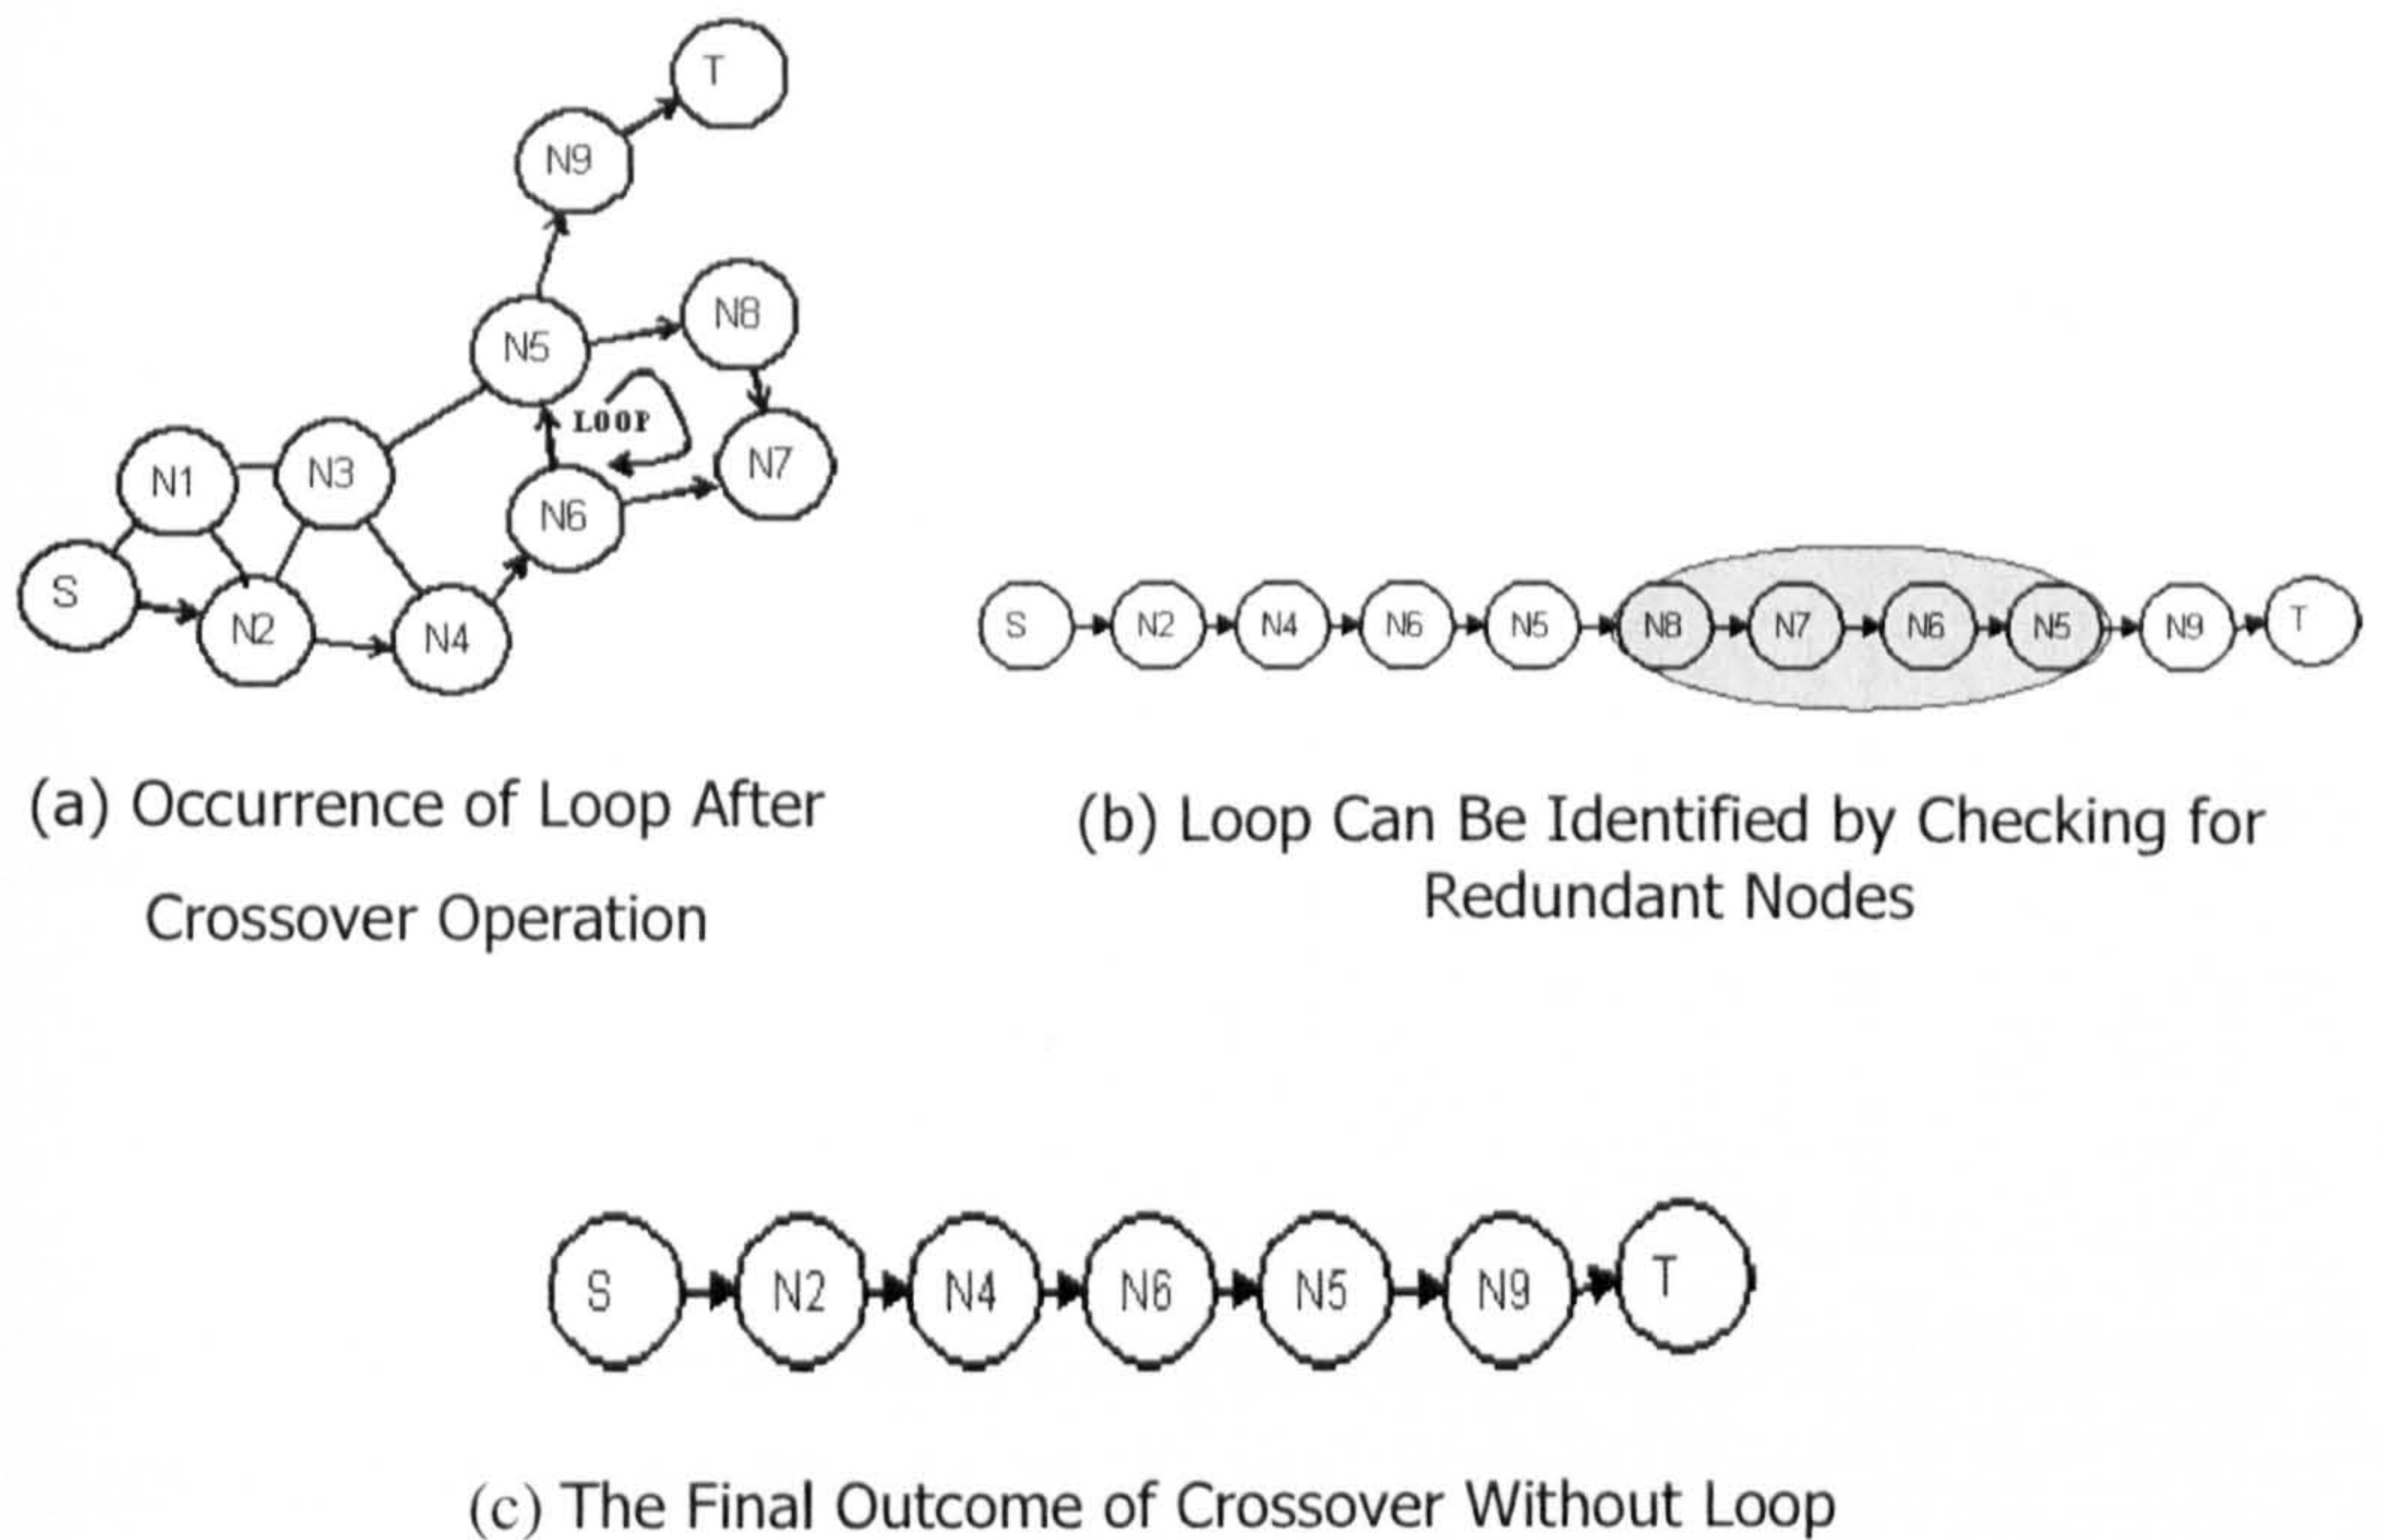 T
N9
N8
N5
LOOP
N7
N1
N3
N6
S
N2
N4
S N2 N4 N6 N5 N8 N7 N6 N5 N9 T
(a) Occurrence of Loop After
Crossover Operation
(b) Loop Can Be Identified by Checking for
Redundant Nodes
S N2 N4 N6 N5 N9 T
(c) The Final Outcome of Crossover Without Loop